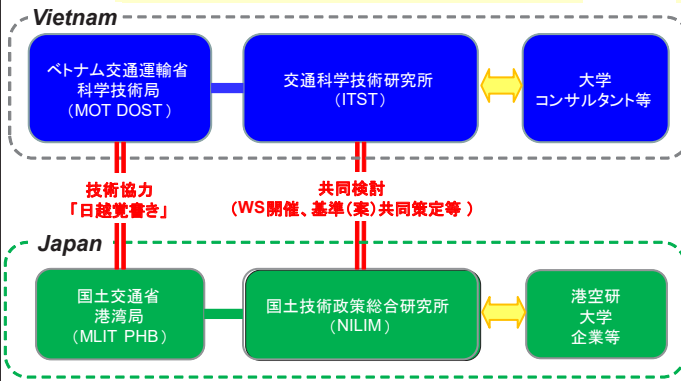 Vietnam
ベトナム交通運輸省
科学技術局
(MOT DOST)
交通科学技術研究所
(ITST)
大学
コンサルタント等
技術協力
「日越覚書き」
共同検討
(WS開催、基準(案)共同策定等 )
Japan
国土交通省
港湾局
(MLIT PHB)
国土技術政策総合研究所
(NILIM)
港空研
大学
企業等